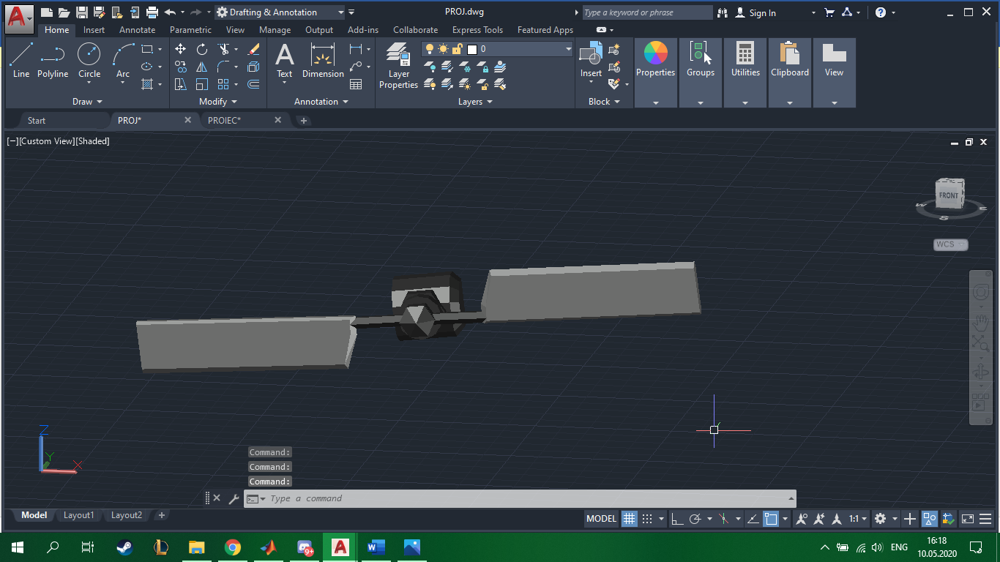 A Drafting & Annotation PROJ.dwg Type a keyword or phrase Sign In ?
Home Insert Annotate Parametric View Manage Output Add-ins Collaborate Express Tools Featured Apps
0
Line Polyline Circle Arc A Text Dimension Layer Properties Insert Properties Groups Utilities Clipboard View
Draw Modify Annotation Layers Block
Start PROJ* PROIEC*
[−][Custom View][Shaded]
FRONT
W S E
WCS
Z
Y X
Command:
Command:
Command:
Type a command
Model Layout1 Layout2 MODEL 1:1
9+ A W ENG 16:18
10.05.2020